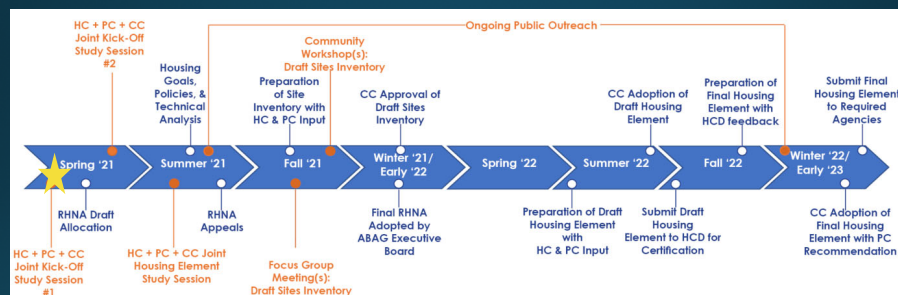 HC + PC + CC
Joint Kick-Off
Study Session
#2
Housing
Goals,
Policies, &
Technical
Analysis
Ongoing Public Outreach
Community
Workshop(s):
Draft Sites Inventory
Preparation
of Site
Inventory with
HC & PC Input
CC Approval of
Draft Sites
Inventory
CC Adoption of
Draft Housing
Element
Preparation of
Final Housing
Element with
HCD feedback
Submit Final
Housing Element
to Required
Agencies
Spring ‘21
Summer ‘21
Fall ‘21
Winter ‘21/
Early ‘22
Spring ‘22
Summer ‘22
Fall ‘22
Winter ‘22/
Early ‘23
HC + PC + CC
Joint Kick-Off
Study Session
#1
RHNA Draft
Allocation
HC + PC + CC Joint
Housing Element
Study Session
RHNA
Appeals
Focus Group
Meeting(s):
Draft Sites Inventory
Final RHNA
Adopted by
ABAG Executive
Board
Preparation of Draft
Housing Element
with
HC & PC Input
Submit Draft
Housing
Element to HCD for
Certification
CC Adoption of
Final Housing
Element with PC
Recommendation